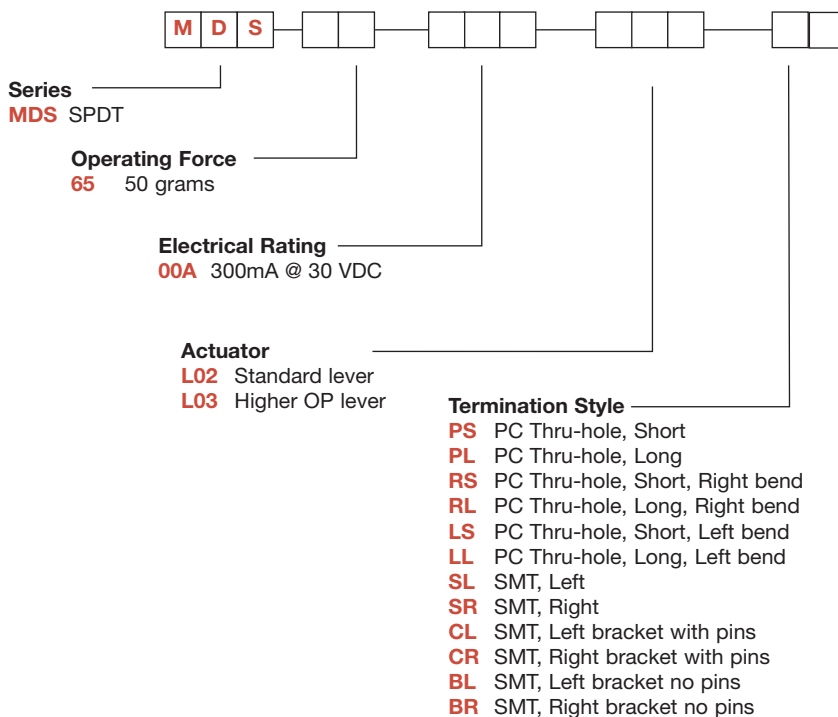 M D S
Series
MDS SPDT
Operating Force
65 50 grams
Electrical Rating
00A 300mA @ 30 VDC
Actuator
L02 Standard lever
L03 Higher OP lever
Termination Style
PS PC Thru-hole, Short
PL PC Thru-hole, Long
RS PC Thru-hole, Short, Right bend
RL PC Thru-hole, Long, Right bend
LS PC Thru-hole, Short, Left bend
LL PC Thru-hole, Long, Left bend
SL SMT, Left
SR SMT, Right
CL SMT, Left bracket with pins
CR SMT, Right bracket with pins
BL SMT, Left bracket no pins
BR SMT, Right bracket no pins